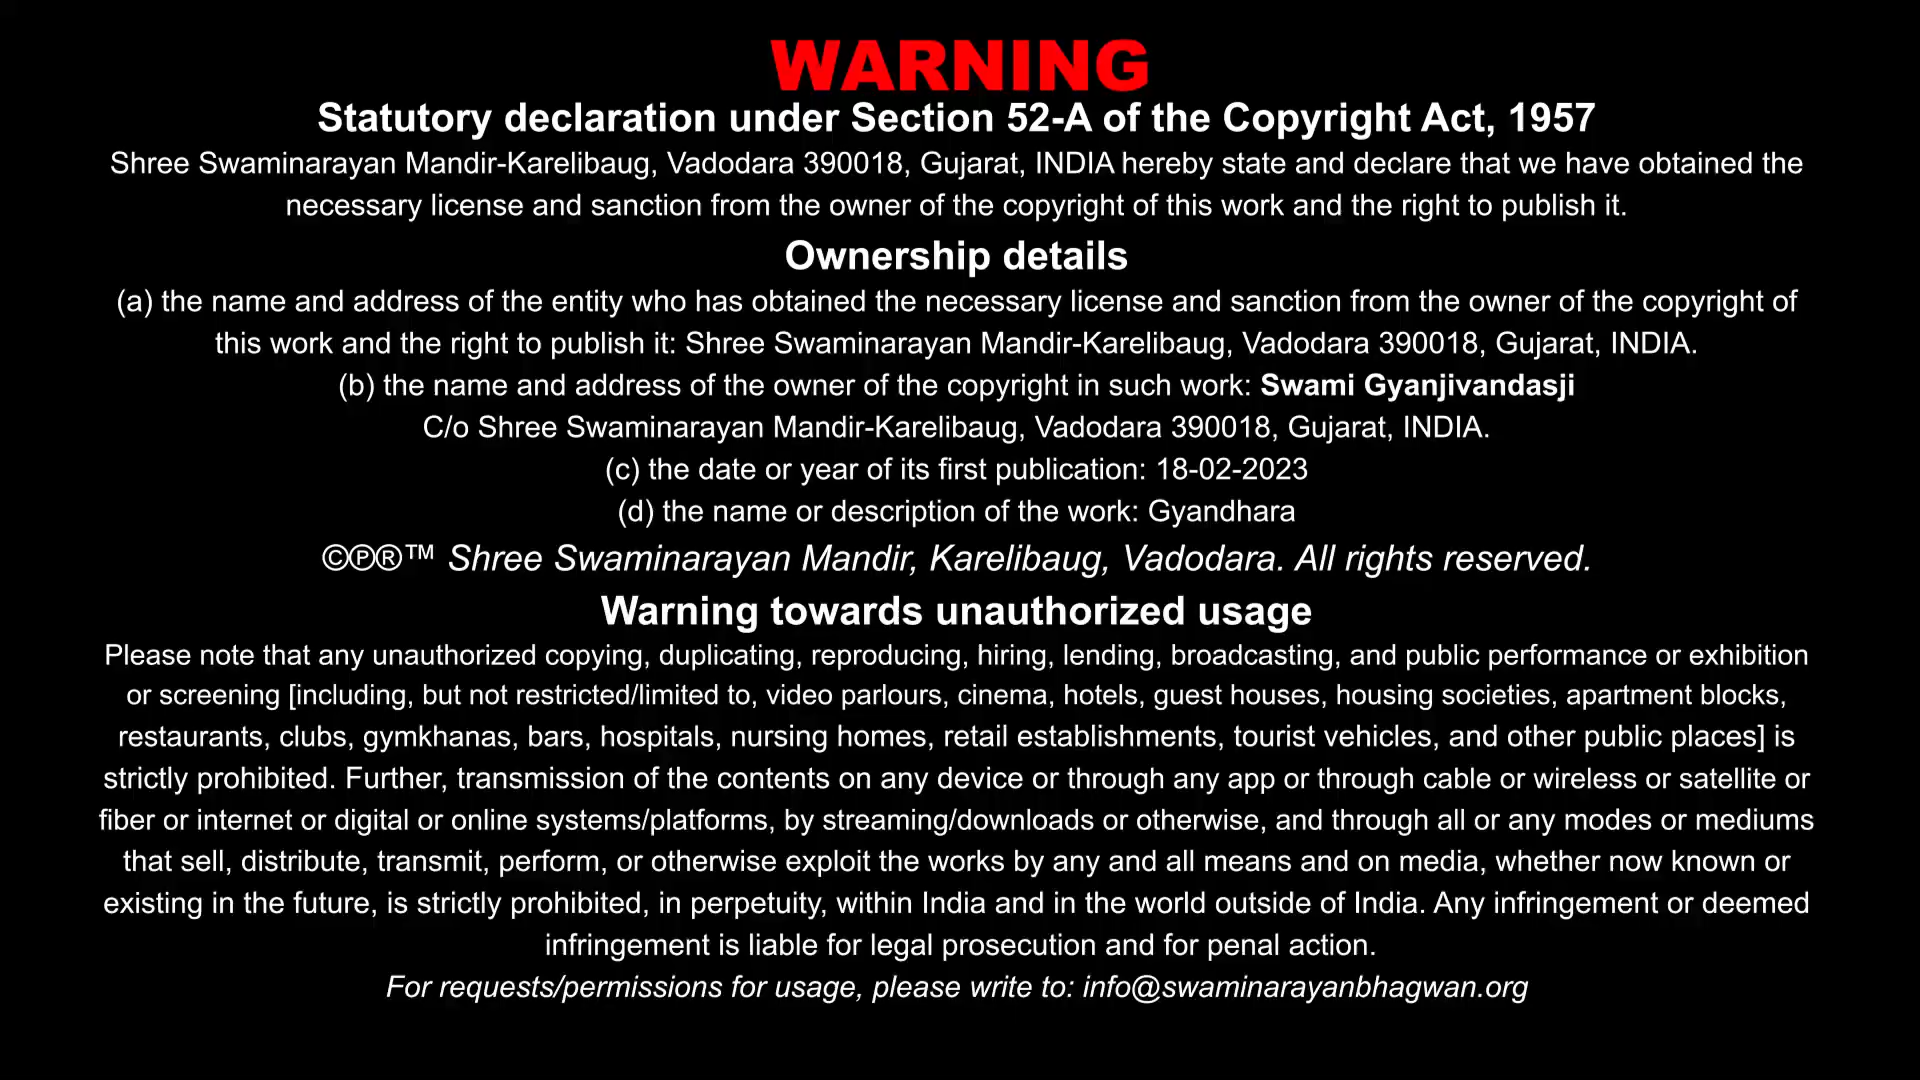 WARNING
Statutory declaration under Section 52-A of the Copyright Act, 1957
Shree Swaminarayan Mandir-Karelibaug, Vadodara 390018, Gujarat, INDIA hereby state and declare that we have obtained the
necessary license and sanction from the owner of the copyright of this work and the right to publish it.
Ownership details
(a) the name and address of the entity who has obtained the necessary license and sanction from the owner of the copyright of
this work and the right to publish it: Shree Swaminarayan Mandir-Karelibaug, Vadodara 390018, Gujarat, INDIA.
(b) the name and address of the owner of the copyright in such work: Swami Gyanjivandasji
C/o Shree Swaminarayan Mandir-Karelibaug, Vadodara 390018, Gujarat, INDIA.
(c) the date or year of its first publication: 18-02-2023
(d) the name or description of the work: Gyandhara
©℗®™ Shree Swaminarayan Mandir, Karelibaug, Vadodara. All rights reserved.
Warning towards unauthorized usage
Please note that any unauthorized copying, duplicating, reproducing, hiring, lending, broadcasting, and public performance or exhibition
or screening [including, but not restricted/limited to, video parlours, cinema, hotels, guest houses, housing societies, apartment blocks,
restaurants, clubs, gymkhanas, bars, hospitals, nursing homes, retail establishments, tourist vehicles, and other public places] is
strictly prohibited. Further, transmission of the contents on any device or through any app or through cable or wireless or satellite or
fiber or internet or digital or online systems/platforms, by streaming/downloads or otherwise, and through all or any modes or mediums
that sell, distribute, transmit, perform, or otherwise exploit the works by any and all means and on media, whether now known or
existing in the future, is strictly prohibited, in perpetuity, within India and in the world outside of India. Any infringement or deemed
infringement is liable for legal prosecution and for penal action.
For requests/permissions for usage, please write to: info@swaminarayanbhagwan.org